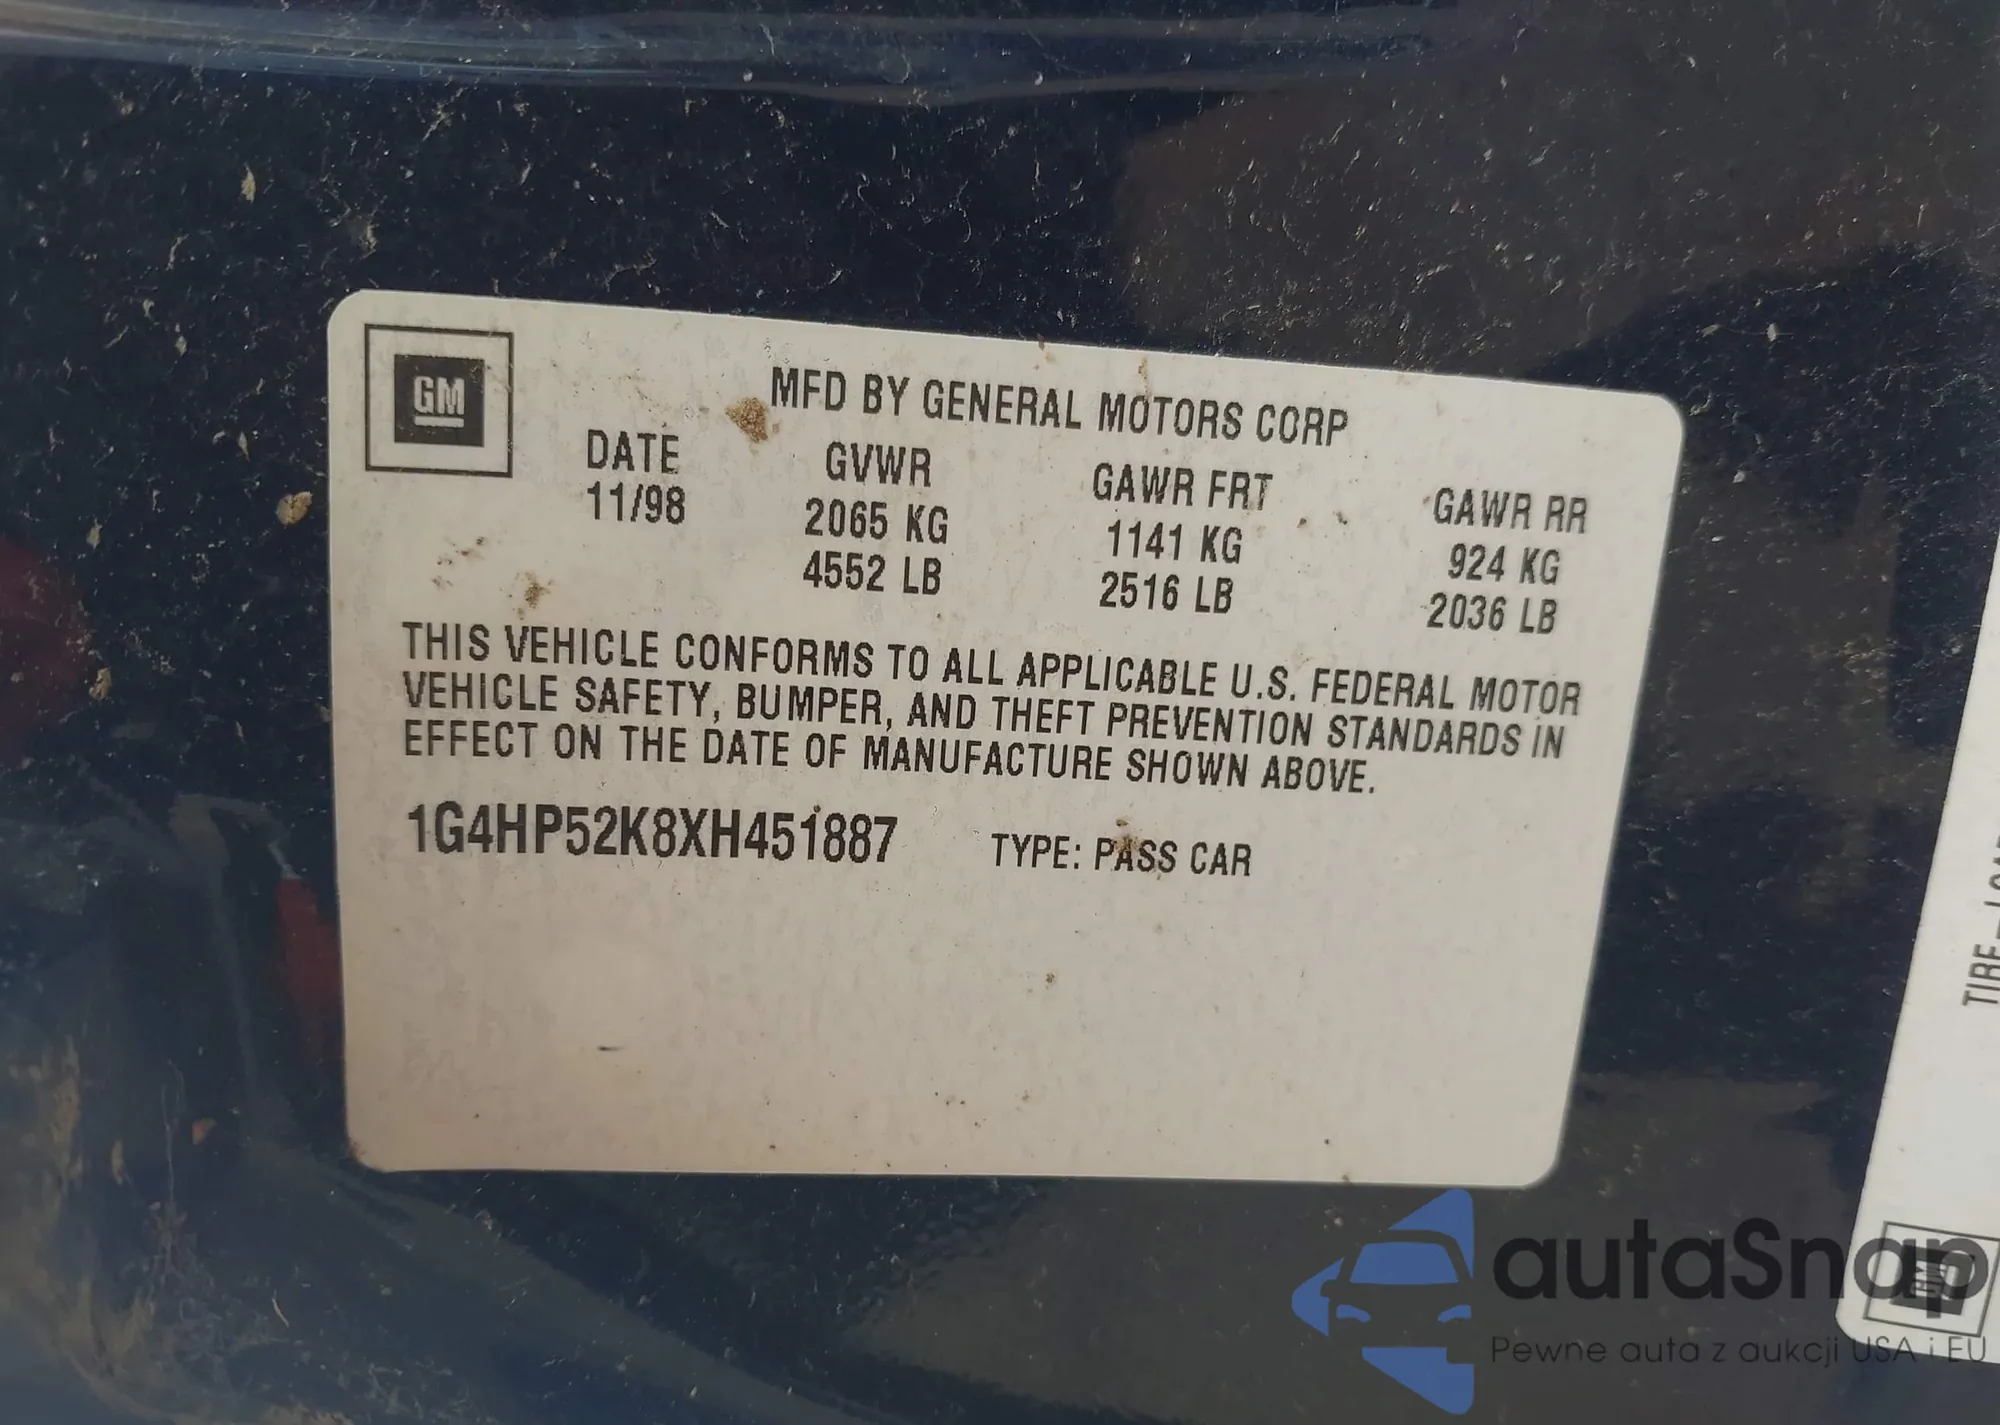 GM
MFD BY GENERAL MOTORS CORP
DATE GVWR GAWR FRT GAWR RR
11/98 2065 KG 1141 KG 924 KG
4552 LB 2516 LB 2036 LB
THIS VEHICLE CONFORMS TO ALL APPLICABLE U.S. FEDERAL MOTOR
VEHICLE SAFETY, BUMPER, AND THEFT PREVENTION STANDARDS IN
EFFECT ON THE DATE OF MANUFACTURE SHOWN ABOVE.
1G4HP52K8XH451887 TYPE: PASS CAR
TIRE
autaSnap
Pewne auta z aukcji USA i EU